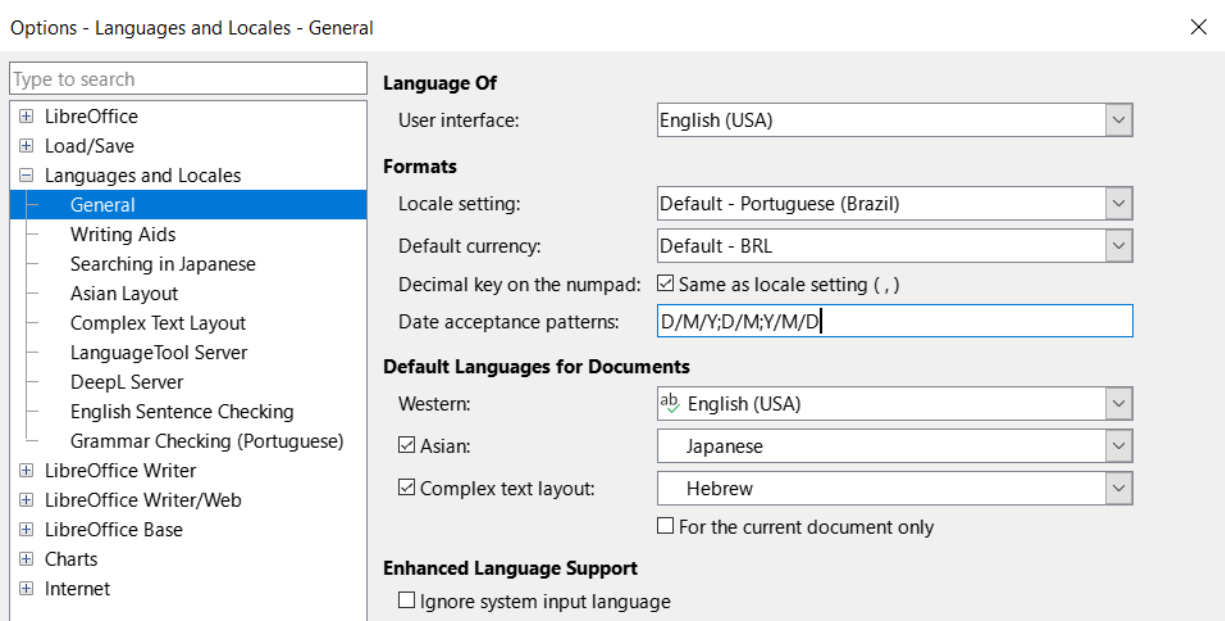 Options - Languages and Locales - General
Type to search
LibreOffice
Load/Save
Languages and Locales
General
Writing Aids
Searching in Japanese
Asian Layout
Complex Text Layout
LanguageTool Server
DeepL Server
English Sentence Checking
Grammar Checking (Portuguese)
LibreOffice Writer
LibreOffice Writer/Web
LibreOffice Base
Charts
Internet
Language Of
User interface: English (USA)
Formats
Locale setting: Default - Portuguese (Brazil)
Default currency: Default - BRL
Decimal key on the numpad: Same as locale setting ( , )
Date acceptance patterns: D/M/Y;D/M;Y/M/D
Default Languages for Documents
Western: ab English (USA)
Asian: Japanese
Complex text layout: Hebrew
For the current document only
Enhanced Language Support
Ignore system input language